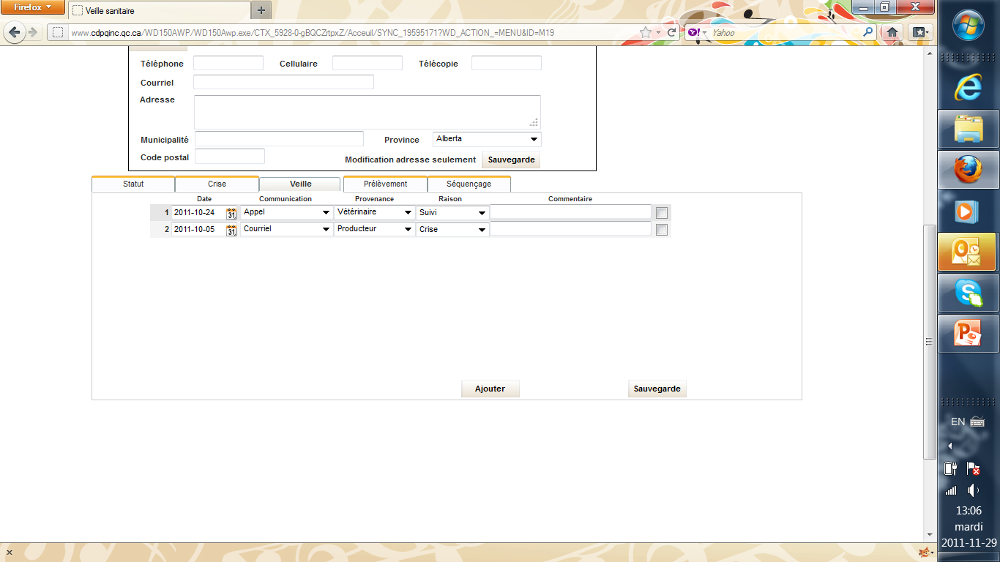 Firefox
Veille sanitaire
www.cdpqinc.qc.ca/WD150AWP/WD150Awp.exe/CTX_5928-0-gBQCZrtpxZ/Acceuil/SYNC_19595171?WD_ACTION_=MENU&ID=M19
Yahoo
Téléphone Cellulaire Télécopie
Courriel
Adresse
Municipalité Province Alberta
Code postal Modification adresse seulement Sauvegarde
Statut Crise Veille Prélèvement Séquençage
Date Communication Provenance Raison Commentaire
1 2011-10-24 31 Appel Vétérinaire Suivi
2 2011-10-05 31 Courriel Producteur Crise
Ajouter Sauvegarde
EN
13:06
mardi
2011-11-29